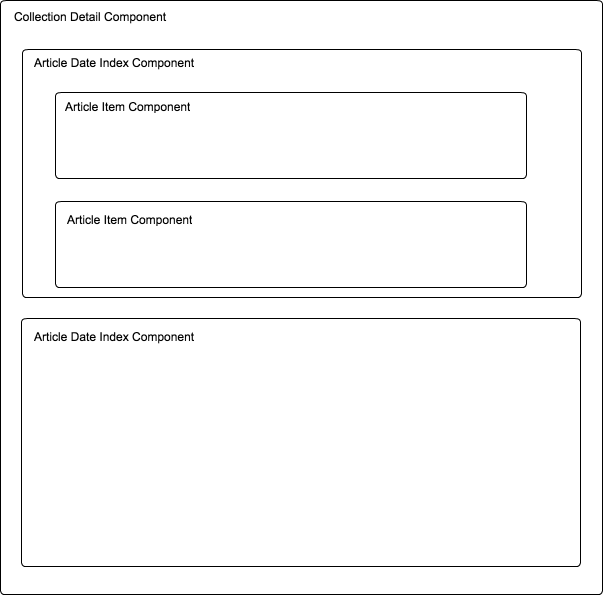 Collection Detail Component
Article Date Index Component
Article Item Component
Article Item Component
Article Date Index Component